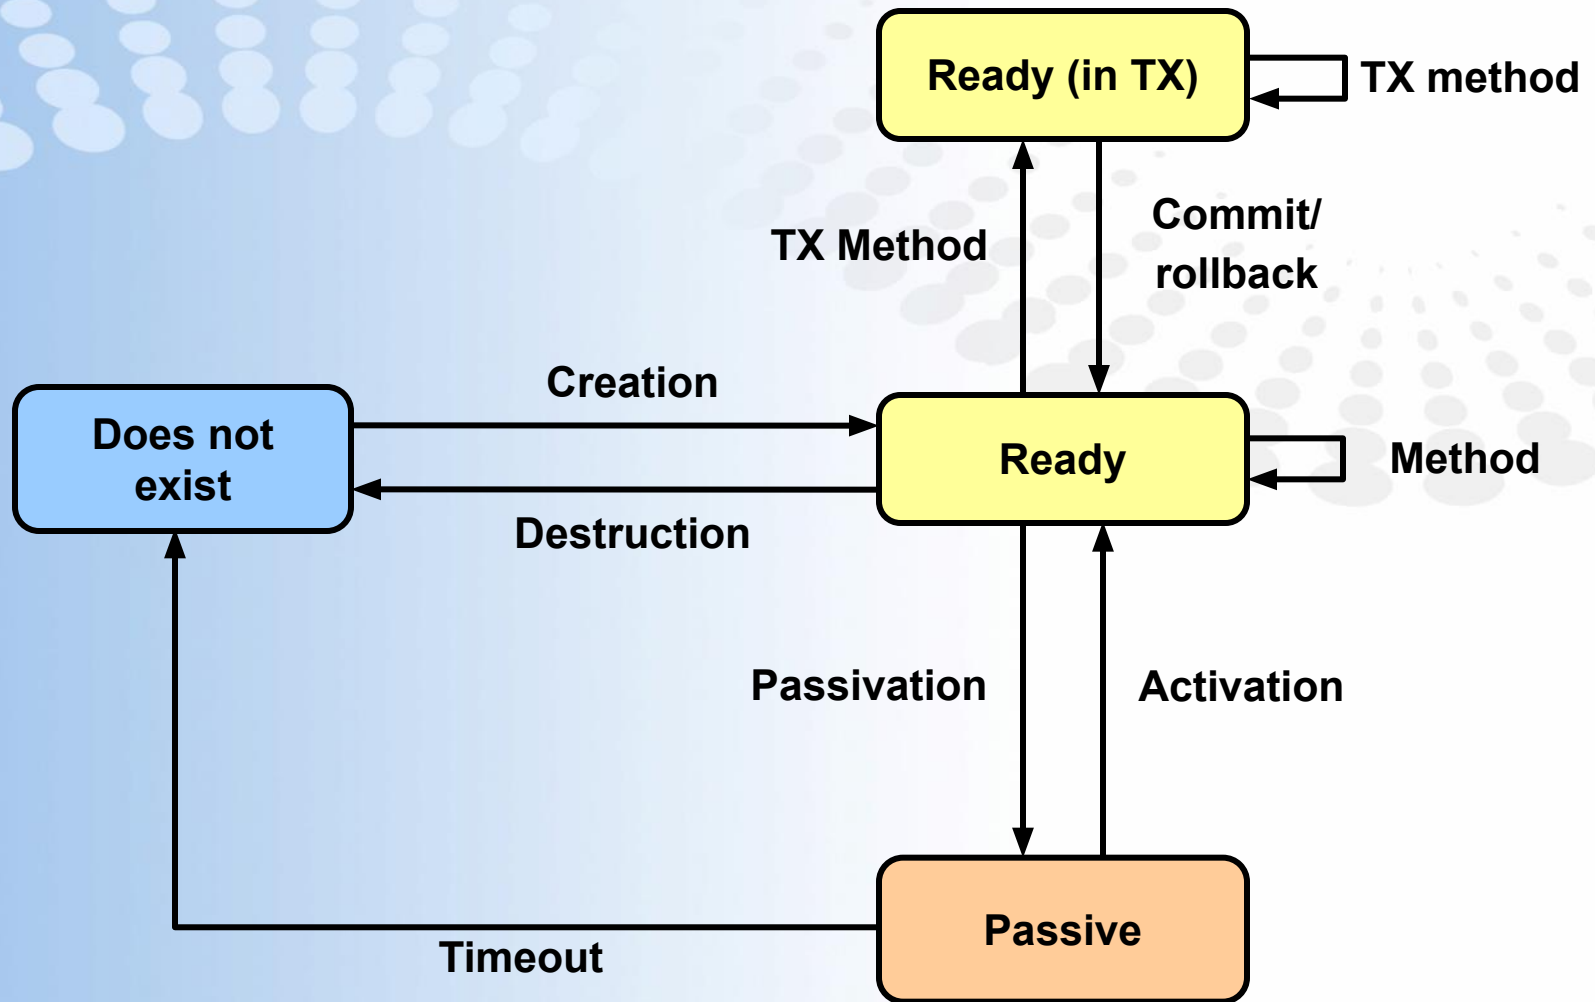 Ready (in TX)
TX method
TX Method
Commit/
rollback
Creation
Does not
exist
Ready
Method
Destruction
Passivation
Activation
Passive
Timeout